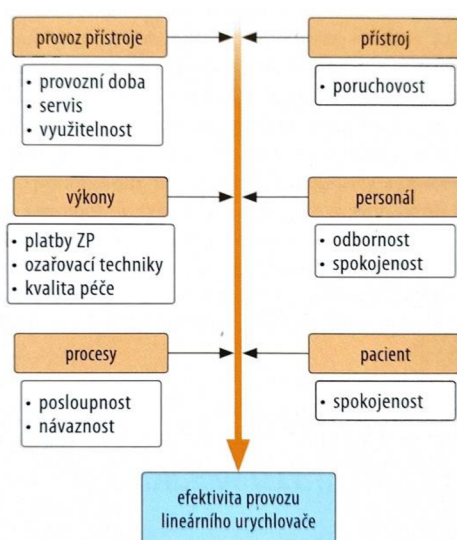 provoz přístroje
• provozní doba
• servis
• využitelnost
přístroj
• poruchovost
výkony
• platby ZP
• ozařovací techniky
• kvalita péče
personál
• odbornost
• spokojenost
procesy
• posloupnost
• návaznost
pacient
• spokojenost
efektivita provozu
lineárního urychlovače